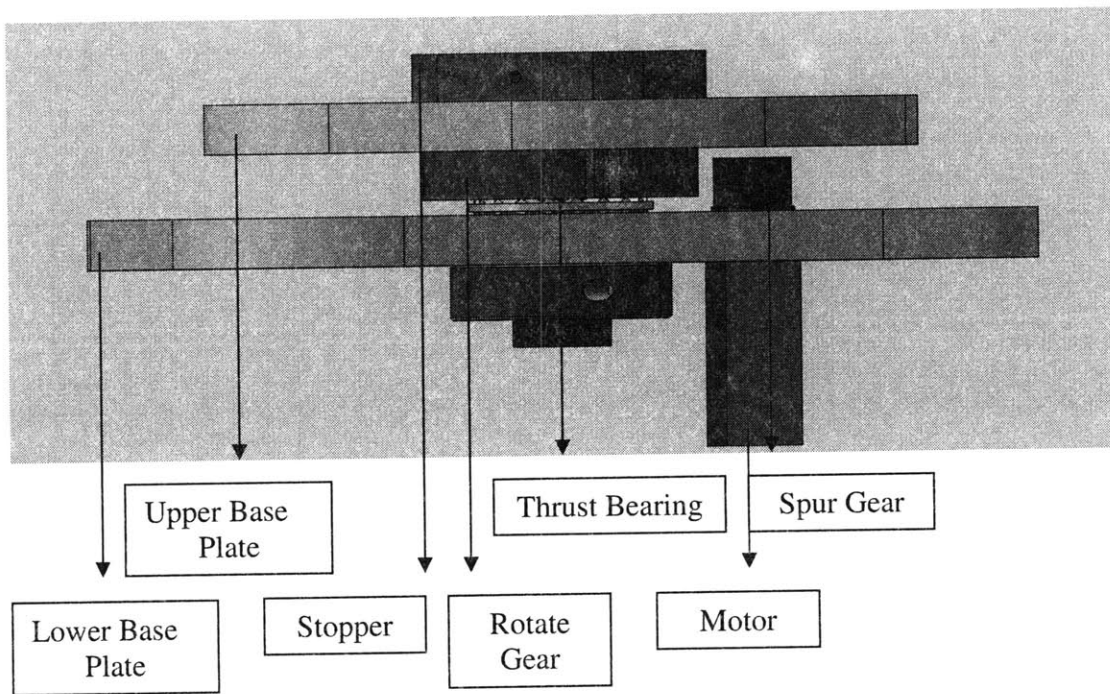 Upper Base
Plate
Thrust Bearing
Spur Gear
Lower Base
Plate
Stopper
Rotate
Gear
Motor